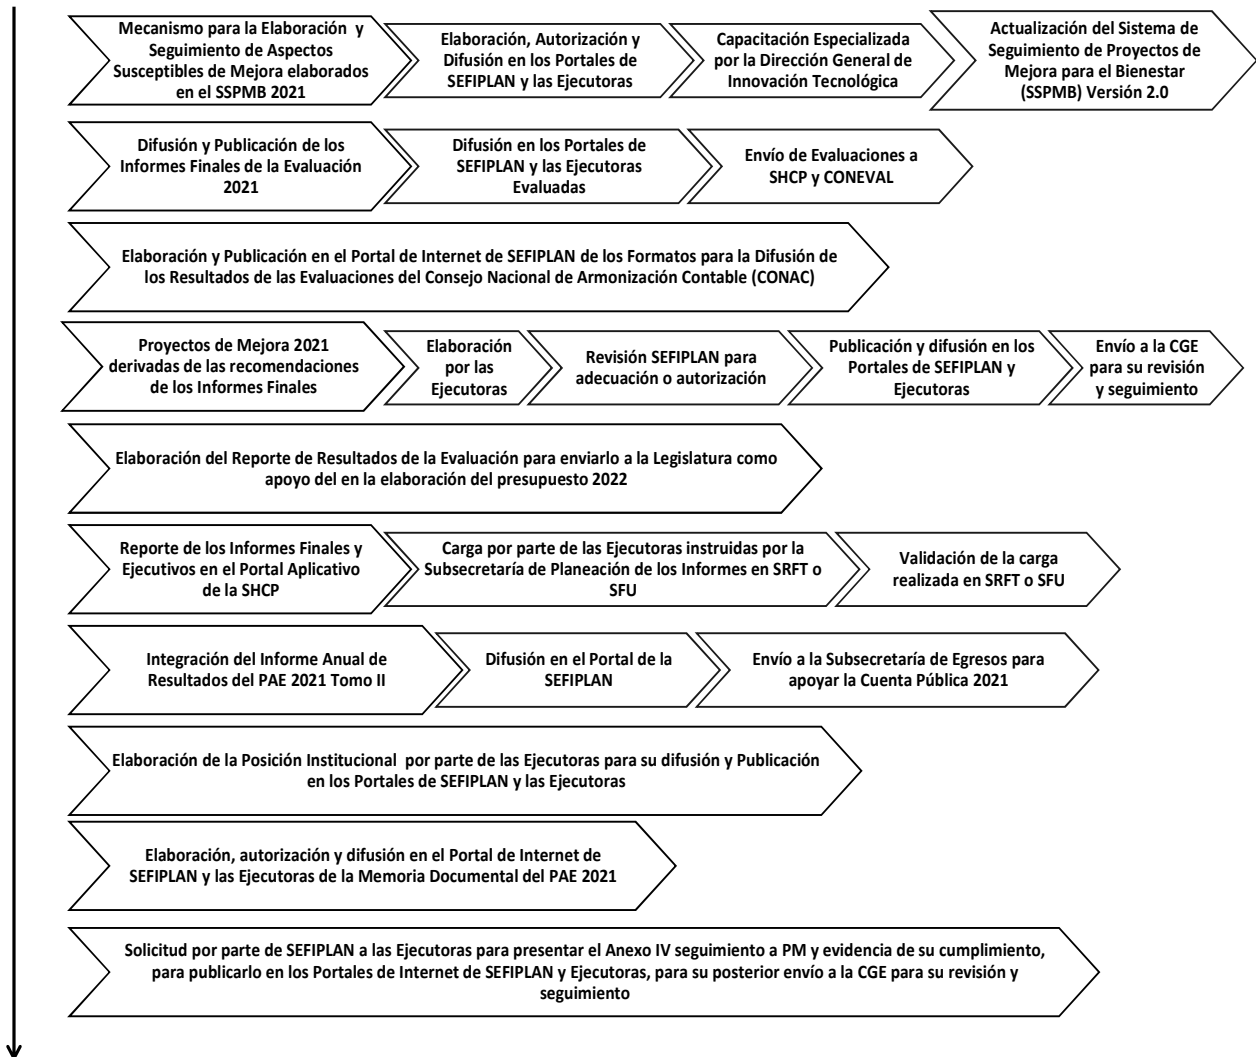 Mecanismo para la Elaboración y
Seguimiento de Aspectos
Susceptibles de Mejora elaborados
en el SSPMB 2021
Elaboración, Autorización y
Difusión en los Portales de
SEFIPLAN y las Ejecutoras
Capacitación Especializada
por la Dirección General de
Innovación Tecnológica
Actualización del Sistema de
Seguimiento de Proyectos de
Mejora para el Bienestar
(SSPMB) Versión 2.0
Difusión y Publicación de los
Informes Finales de la Evaluación
2021
Difusión en los Portales de
SEFIPLAN y las Ejecutoras
Evaluadas
Envío de Evaluaciones a
SHCP y CONEVAL
Elaboración y Publicación en el Portal de Internet de SEFIPLAN de los Formatos para la Difusión de
los Resultados de las Evaluaciones del Consejo Nacional de Armonización Contable (CONAC)
Proyectos de Mejora 2021
derivadas de las recomendaciones
de los Informes Finales
Elaboración
por las
Ejecutoras
Revisión SEFIPLAN para
adecuación o autorización
Publicación y difusión en los
Portales de SEFIPLAN y
Ejecutoras
Envío a la CGE
para su revisión
y seguimiento
Elaboración del Reporte de Resultados de la Evaluación para enviarlo a la Legislatura como
apoyo del en la elaboración del presupuesto 2022
Reporte de los Informes Finales y
Ejecutivos en el Portal Aplicativo
de la SHCP
Carga por parte de las Ejecutoras instruidas por la
Subsecretaría de Planeación de los Informes en SRFT o
SFU
Validación de la carga
realizada en SRFT o SFU
Integración del Informe Anual de
Resultados del PAE 2021 Tomo II
Difusión en el Portal de la
SEFIPLAN
Envío a la Subsecretaría de Egresos para
apoyar la Cuenta Pública 2021
Elaboración de la Posición Institucional por parte de las Ejecutoras para su difusión y Publicación
en los Portales de SEFIPLAN y las Ejecutoras
Elaboración, autorización y difusión en el Portal de Internet de
SEFIPLAN y las Ejecutoras de la Memoria Documental del PAE 2021
Solicitud por parte de SEFIPLAN a las Ejecutoras para presentar el Anexo IV seguimiento a PM y evidencia de su cumplimiento,
para publicarlo en los Portales de Internet de SEFIPLAN y Ejecutoras, para su posterior envío a la CGE para su revisión y
seguimiento